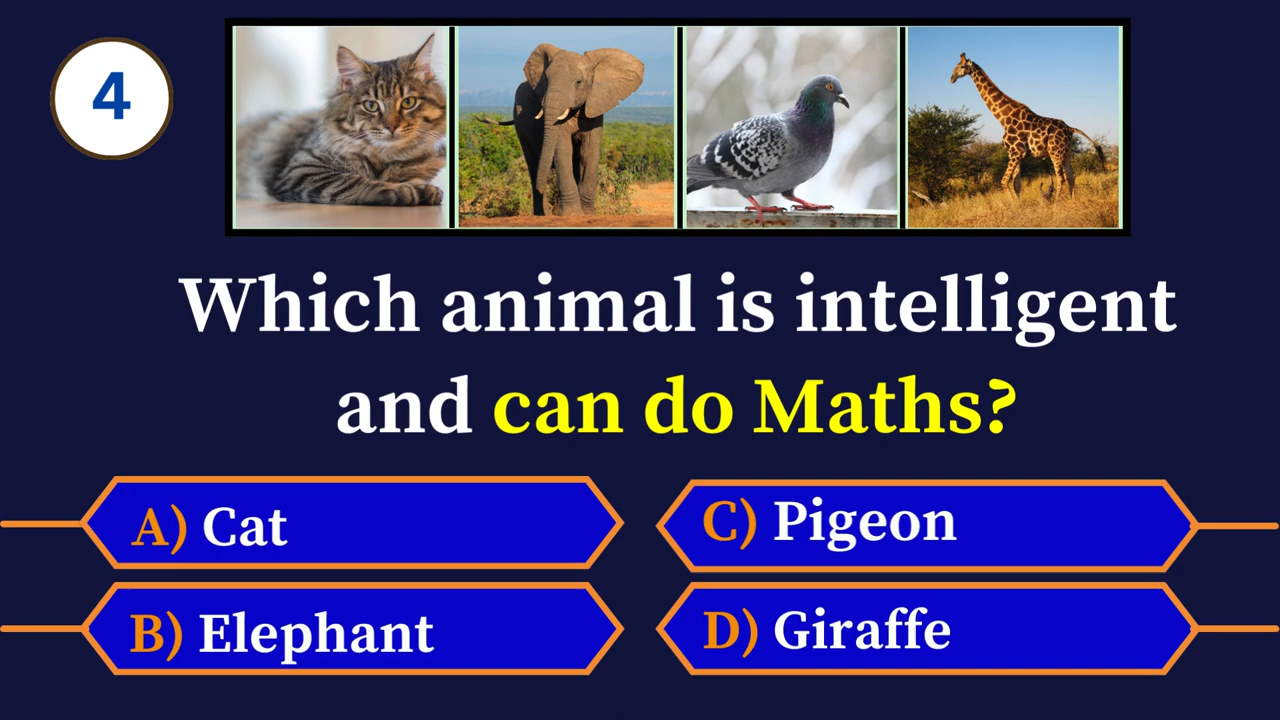 4
Which animal is intelligent
and can do Maths?
A) Cat
C) Pigeon
B) Elephant
D) Giraffe